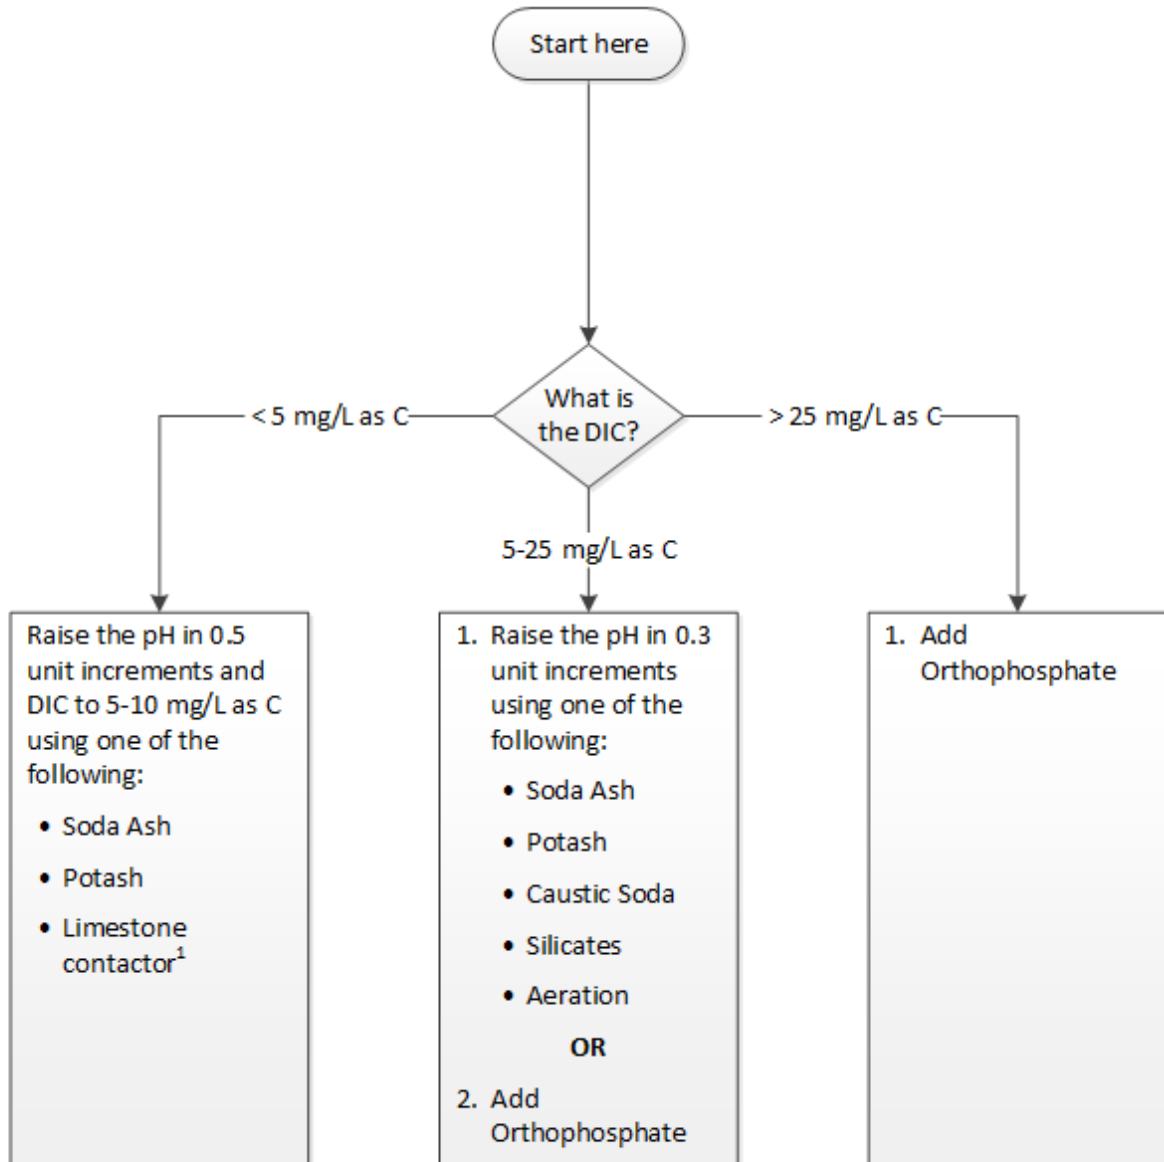 Start here
What is
the DIC?
< 5 mg/L as C
> 25 mg/L as C
5-25 mg/L as C
Raise the pH in 0.5
unit increments and
DIC to 5-10 mg/L as C
using one of the
following:
• Soda Ash
• Potash
• Limestone
contactor¹
1. Raise the pH in 0.3
unit increments
using one of the
following:
• Soda Ash
• Potash
• Caustic Soda
• Silicates
• Aeration
OR
2. Add
Orthophosphate
1. Add
Orthophosphate